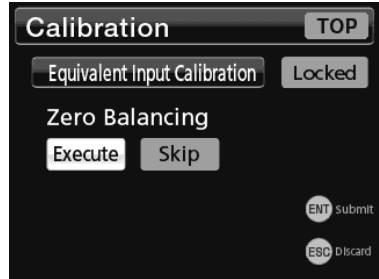 Calibration TOP
Equivalent Input Calibration Locked
Zero Balancing
Execute Skip
ENT Submit
ESC Discard